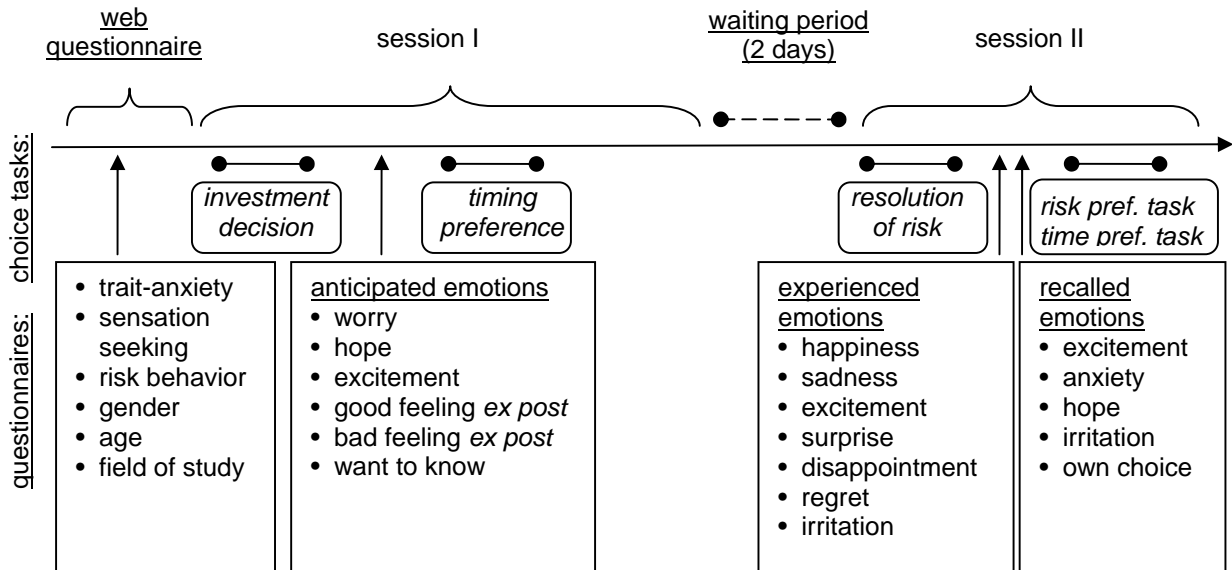 web
questionnaire
session I
waiting period
(2 days)
session II
choice tasks:
investment
decision
timing
preference
resolution
of risk
risk pref. task
time pref. task
questionnaires:
• trait-anxiety
• sensation
seeking
• risk behavior
• gender
• age
• field of study
anticipated emotions
• worry
• hope
• excitement
• good feeling ex post
• bad feeling ex post
• want to know
experienced
emotions
• happiness
• sadness
• excitement
• surprise
• disappointment
• regret
• irritation
recalled
emotions
• excitement
• anxiety
• hope
• irritation
• own choice